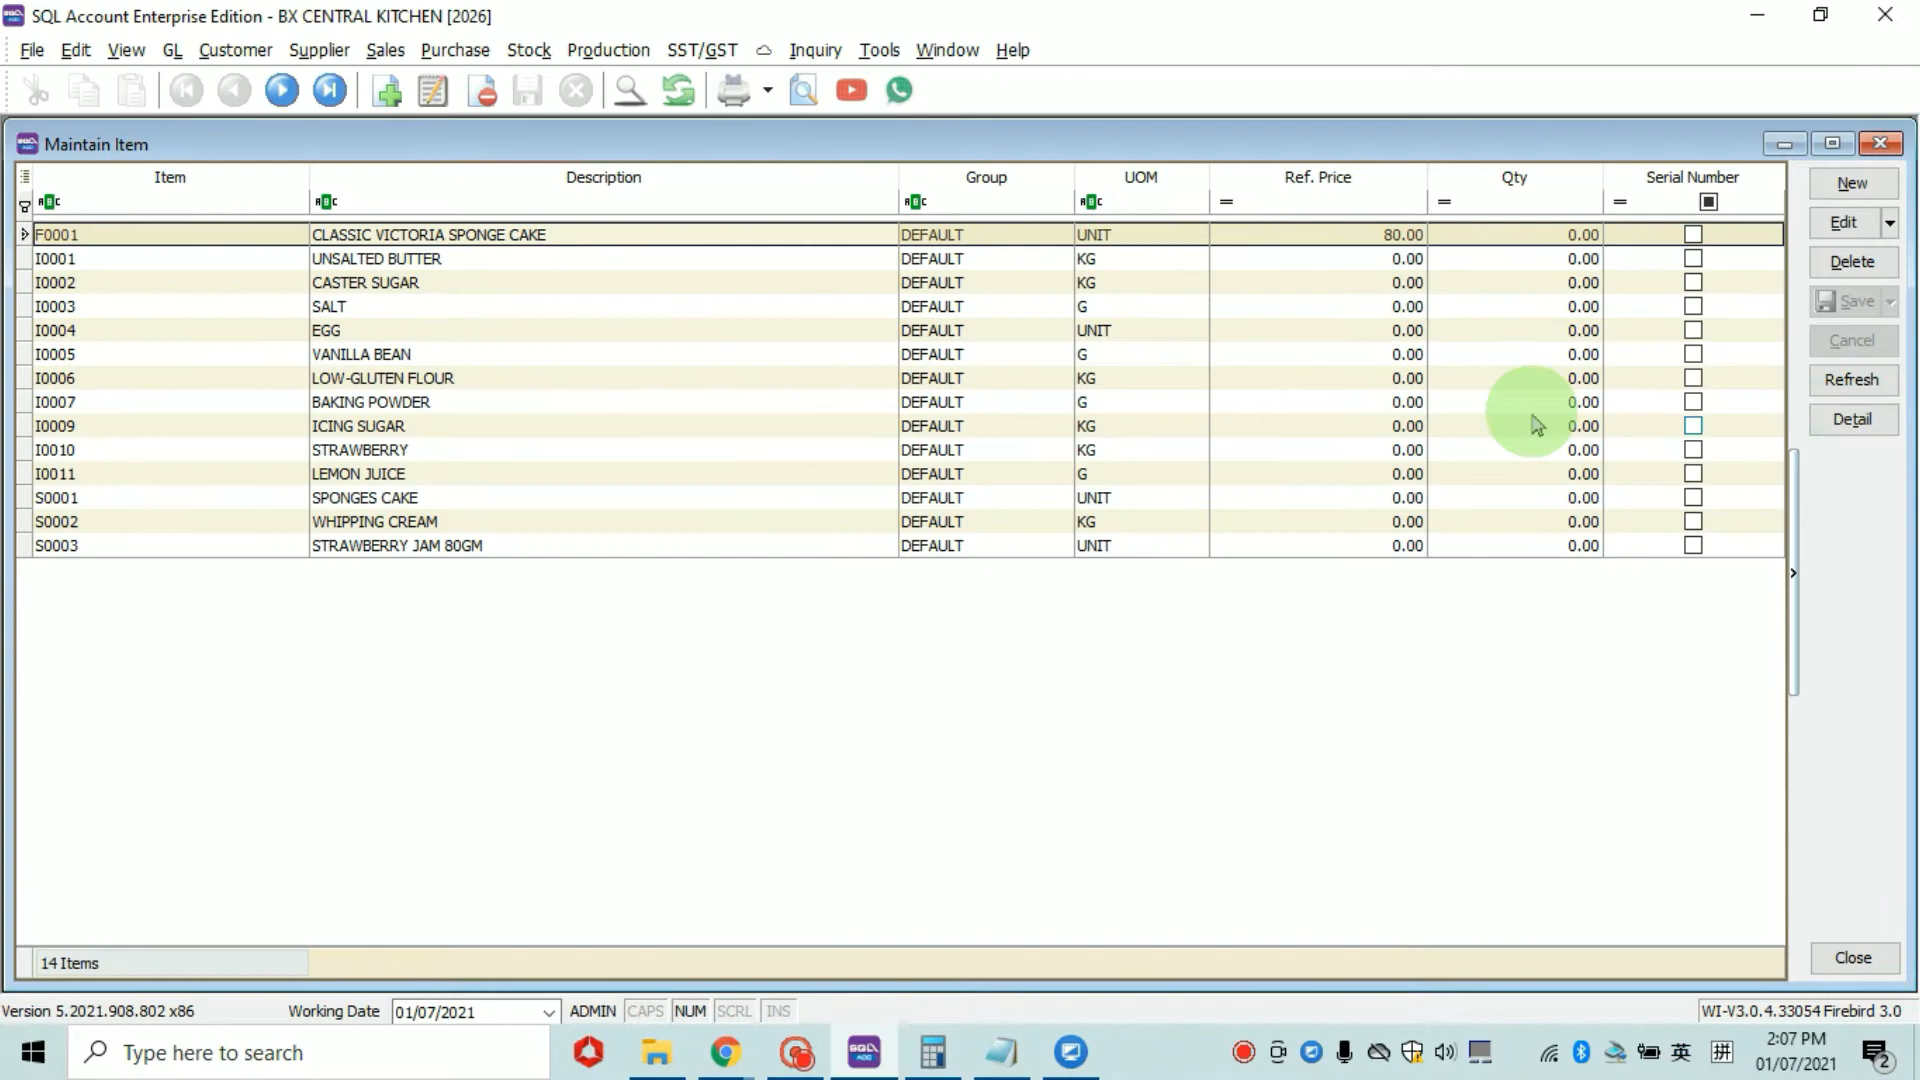 SQL Account Enterprise Edition - BX CENTRAL KITCHEN [2026]
File Edit View GL Customer Supplier Sales Purchase Stock Production SST/GST Inquiry Tools Window Help
Maintain Item
Item Description Group UOM Ref. Price Qty Serial Number
F0001 CLASSIC VICTORIA SPONGE CAKE DEFAULT UNIT 80.00 0.00
I0001 UNSALTED BUTTER DEFAULT KG 0.00 0.00
I0002 CASTER SUGAR DEFAULT KG 0.00 0.00
I0003 SALT DEFAULT G 0.00 0.00
I0004 EGG DEFAULT UNIT 0.00 0.00
I0005 VANILLA BEAN DEFAULT G 0.00 0.00
I0006 LOW-GLUTEN FLOUR DEFAULT KG 0.00 0.00
I0007 BAKING POWDER DEFAULT G 0.00 0.00
I0009 ICING SUGAR DEFAULT KG 0.00 0.00
I0010 STRAWBERRY DEFAULT KG 0.00 0.00
I0011 LEMON JUICE DEFAULT G 0.00 0.00
S0001 SPONGES CAKE DEFAULT UNIT 0.00 0.00
S0002 WHIPPING CREAM DEFAULT KG 0.00 0.00
S0003 STRAWBERRY JAM 80GM DEFAULT UNIT 0.00 0.00
14 Items
New
Edit
Delete
Save
Cancel
Refresh
Detail
Close
Version 5.2021.908.802 x86 Working Date 01/07/2021 ADMIN CAPS NUM SCRL INS WI-V3.0.4.33054 Firebird 3.0
Type here to search
英 拼
2:07 PM
01/07/2021
2